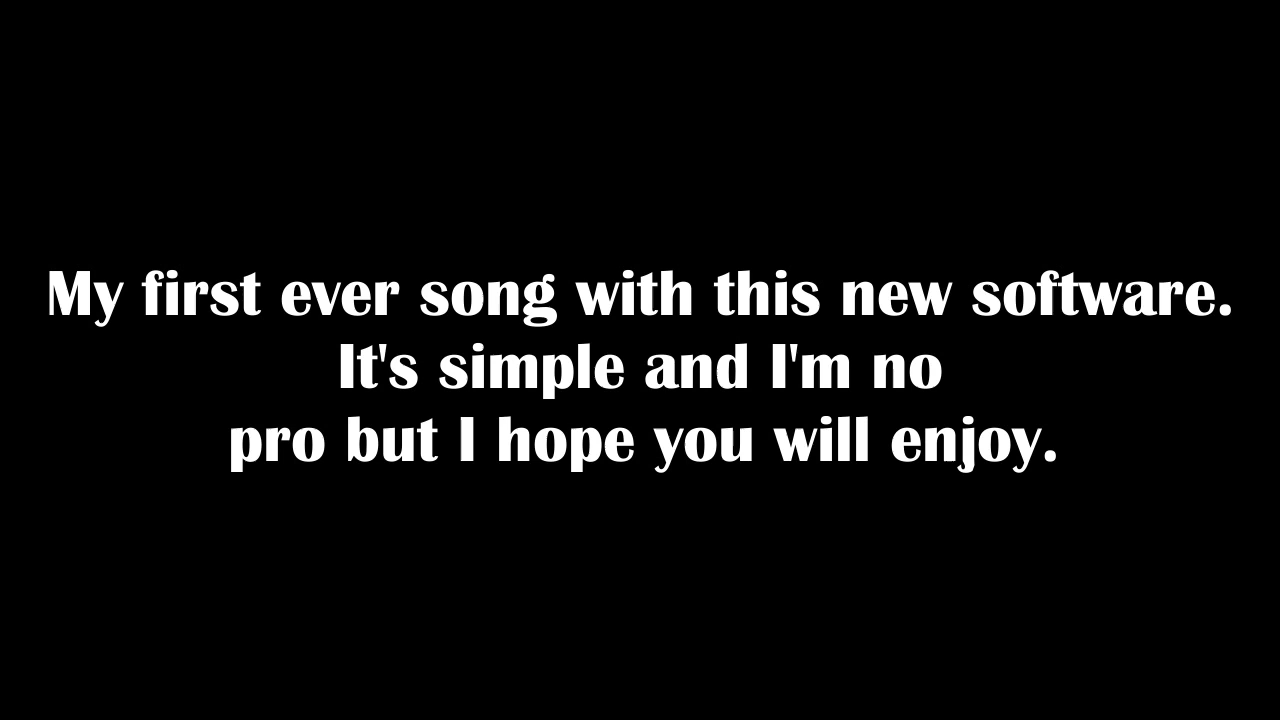 My first ever song with this new software.
It's simple and I'm no
pro but I hope you will enjoy.